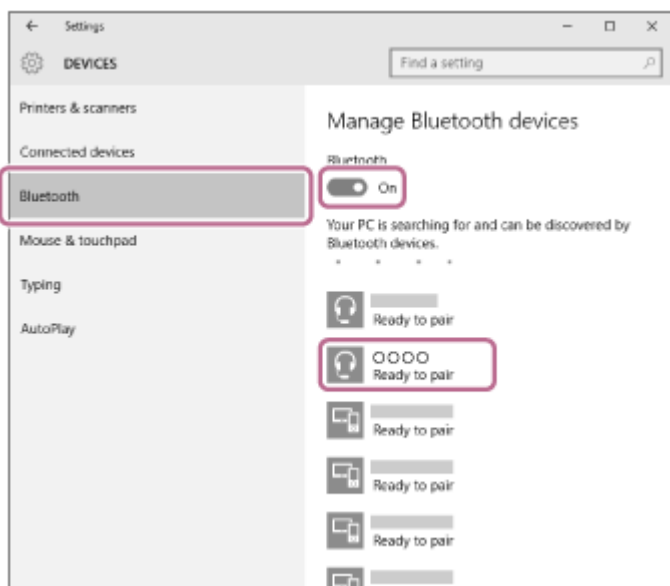 Settings
DEVICES
Find a setting
Printers & scanners
Connected devices
Bluetooth
Mouse & touchpad
Typing
AutoPlay
Manage Bluetooth devices
Bluetooth
On
Your PC is searching for and can be discovered by
Bluetooth devices.
Ready to pair
OOOO
Ready to pair
Ready to pair
Ready to pair
Ready to pair